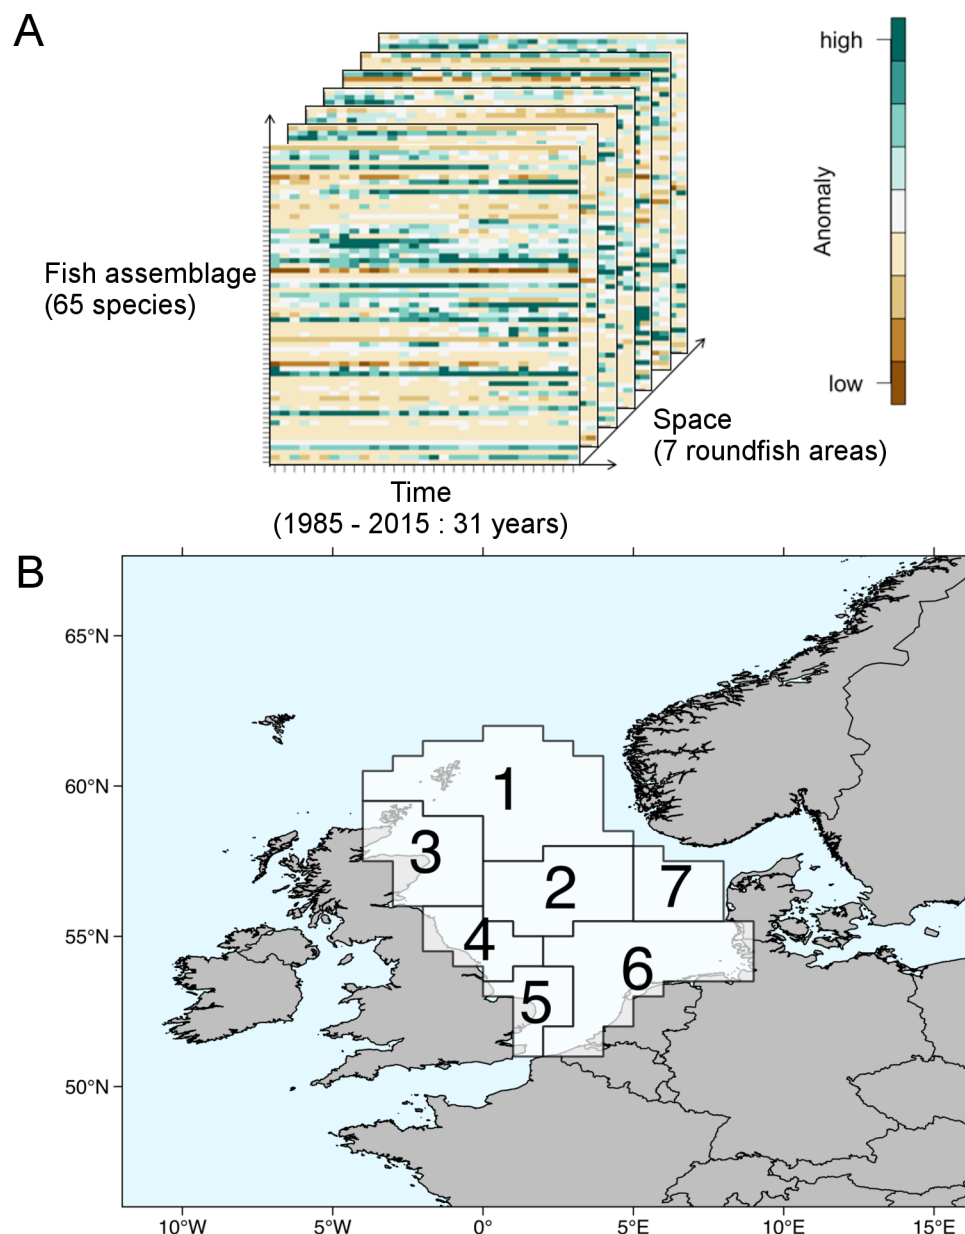 A
high
Anomaly
low
Fish assemblage
(65 species)
Space
(7 roundfish areas)
Time
(1985 - 2015 : 31 years)
B
65°N
60°N
55°N
50°N
1
3
2
7
4
6
5
10°W
5°W
0°
5°E
10°E
15°E